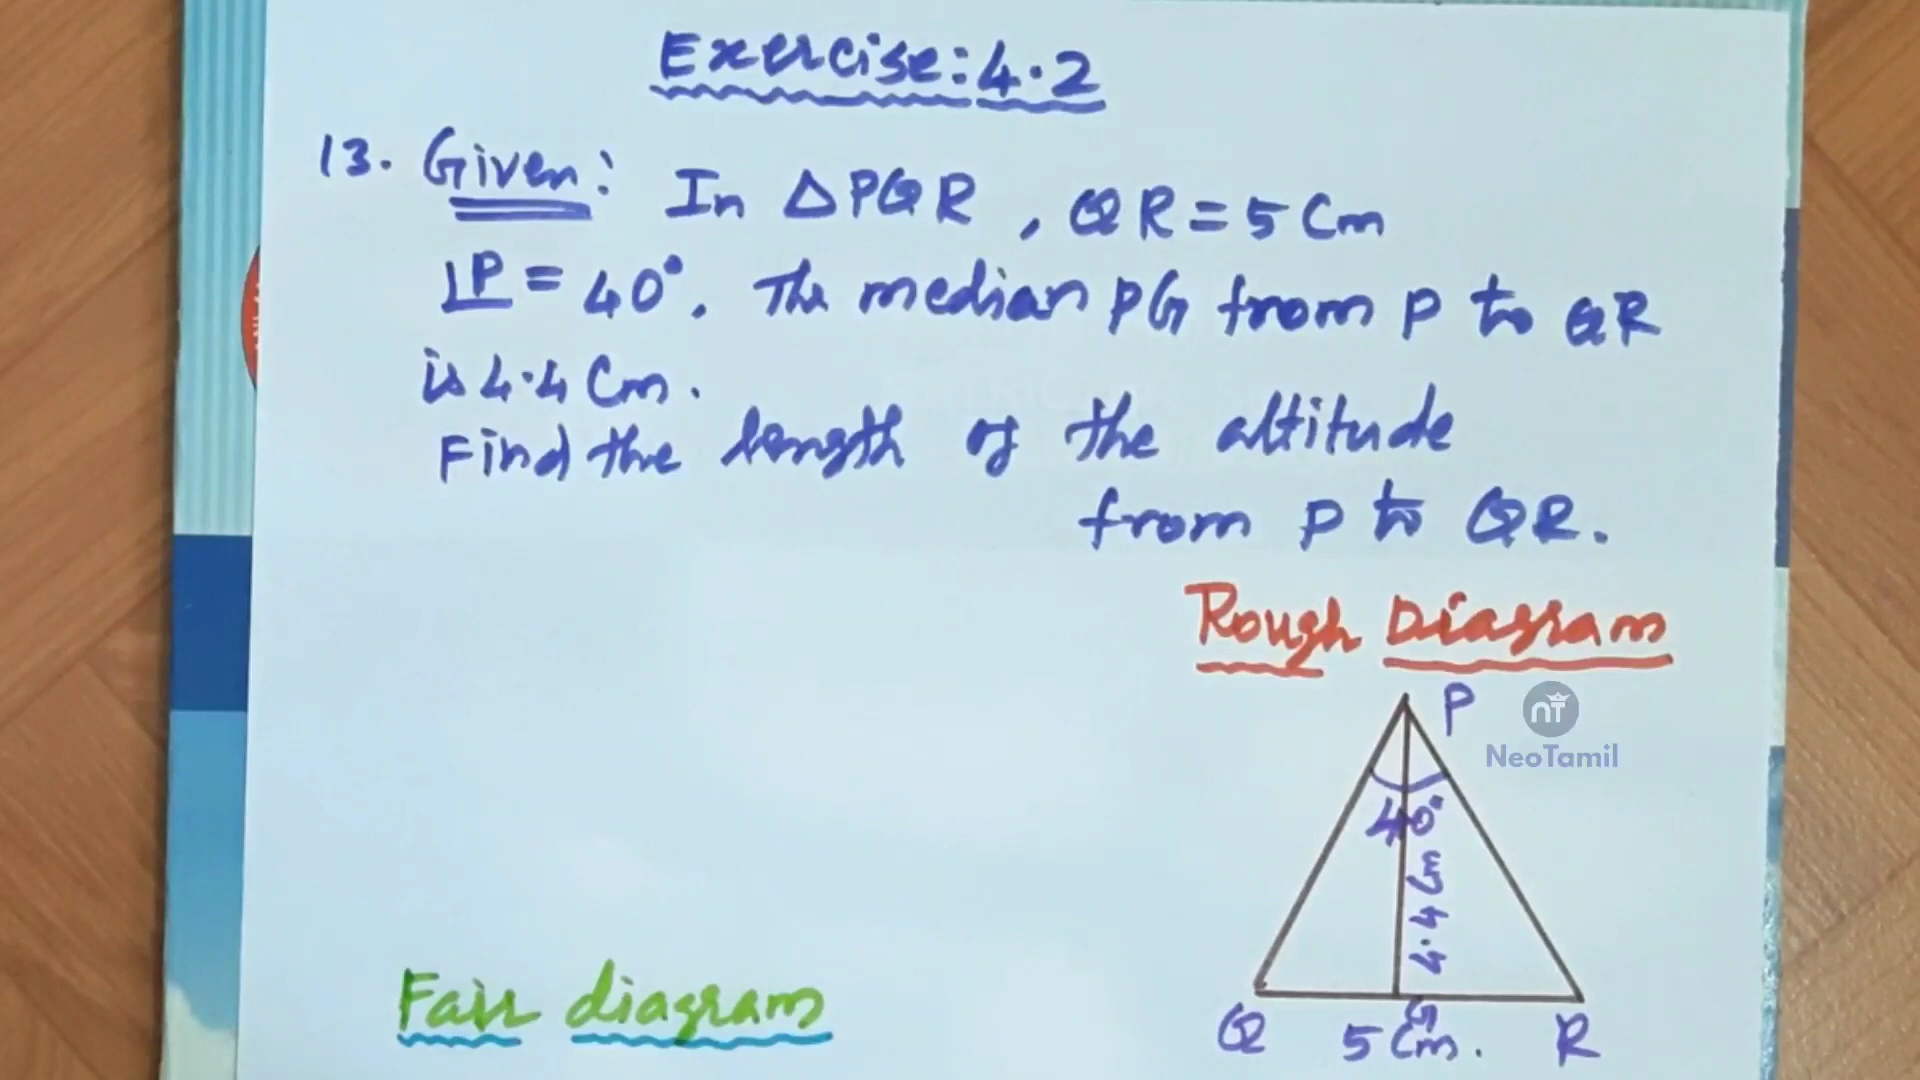 Exercise: 4.2
13. Given: In △PQR, QR = 5 Cm
∠P = 40°. The median PG from P to QR
is 4.4 Cm.
Find the length of the altitude
from P to QR.
Rough Diagram
P
NT
NeoTamil
40°
4.4 Cm
G
Q 5 Cm. R
Fair diagram